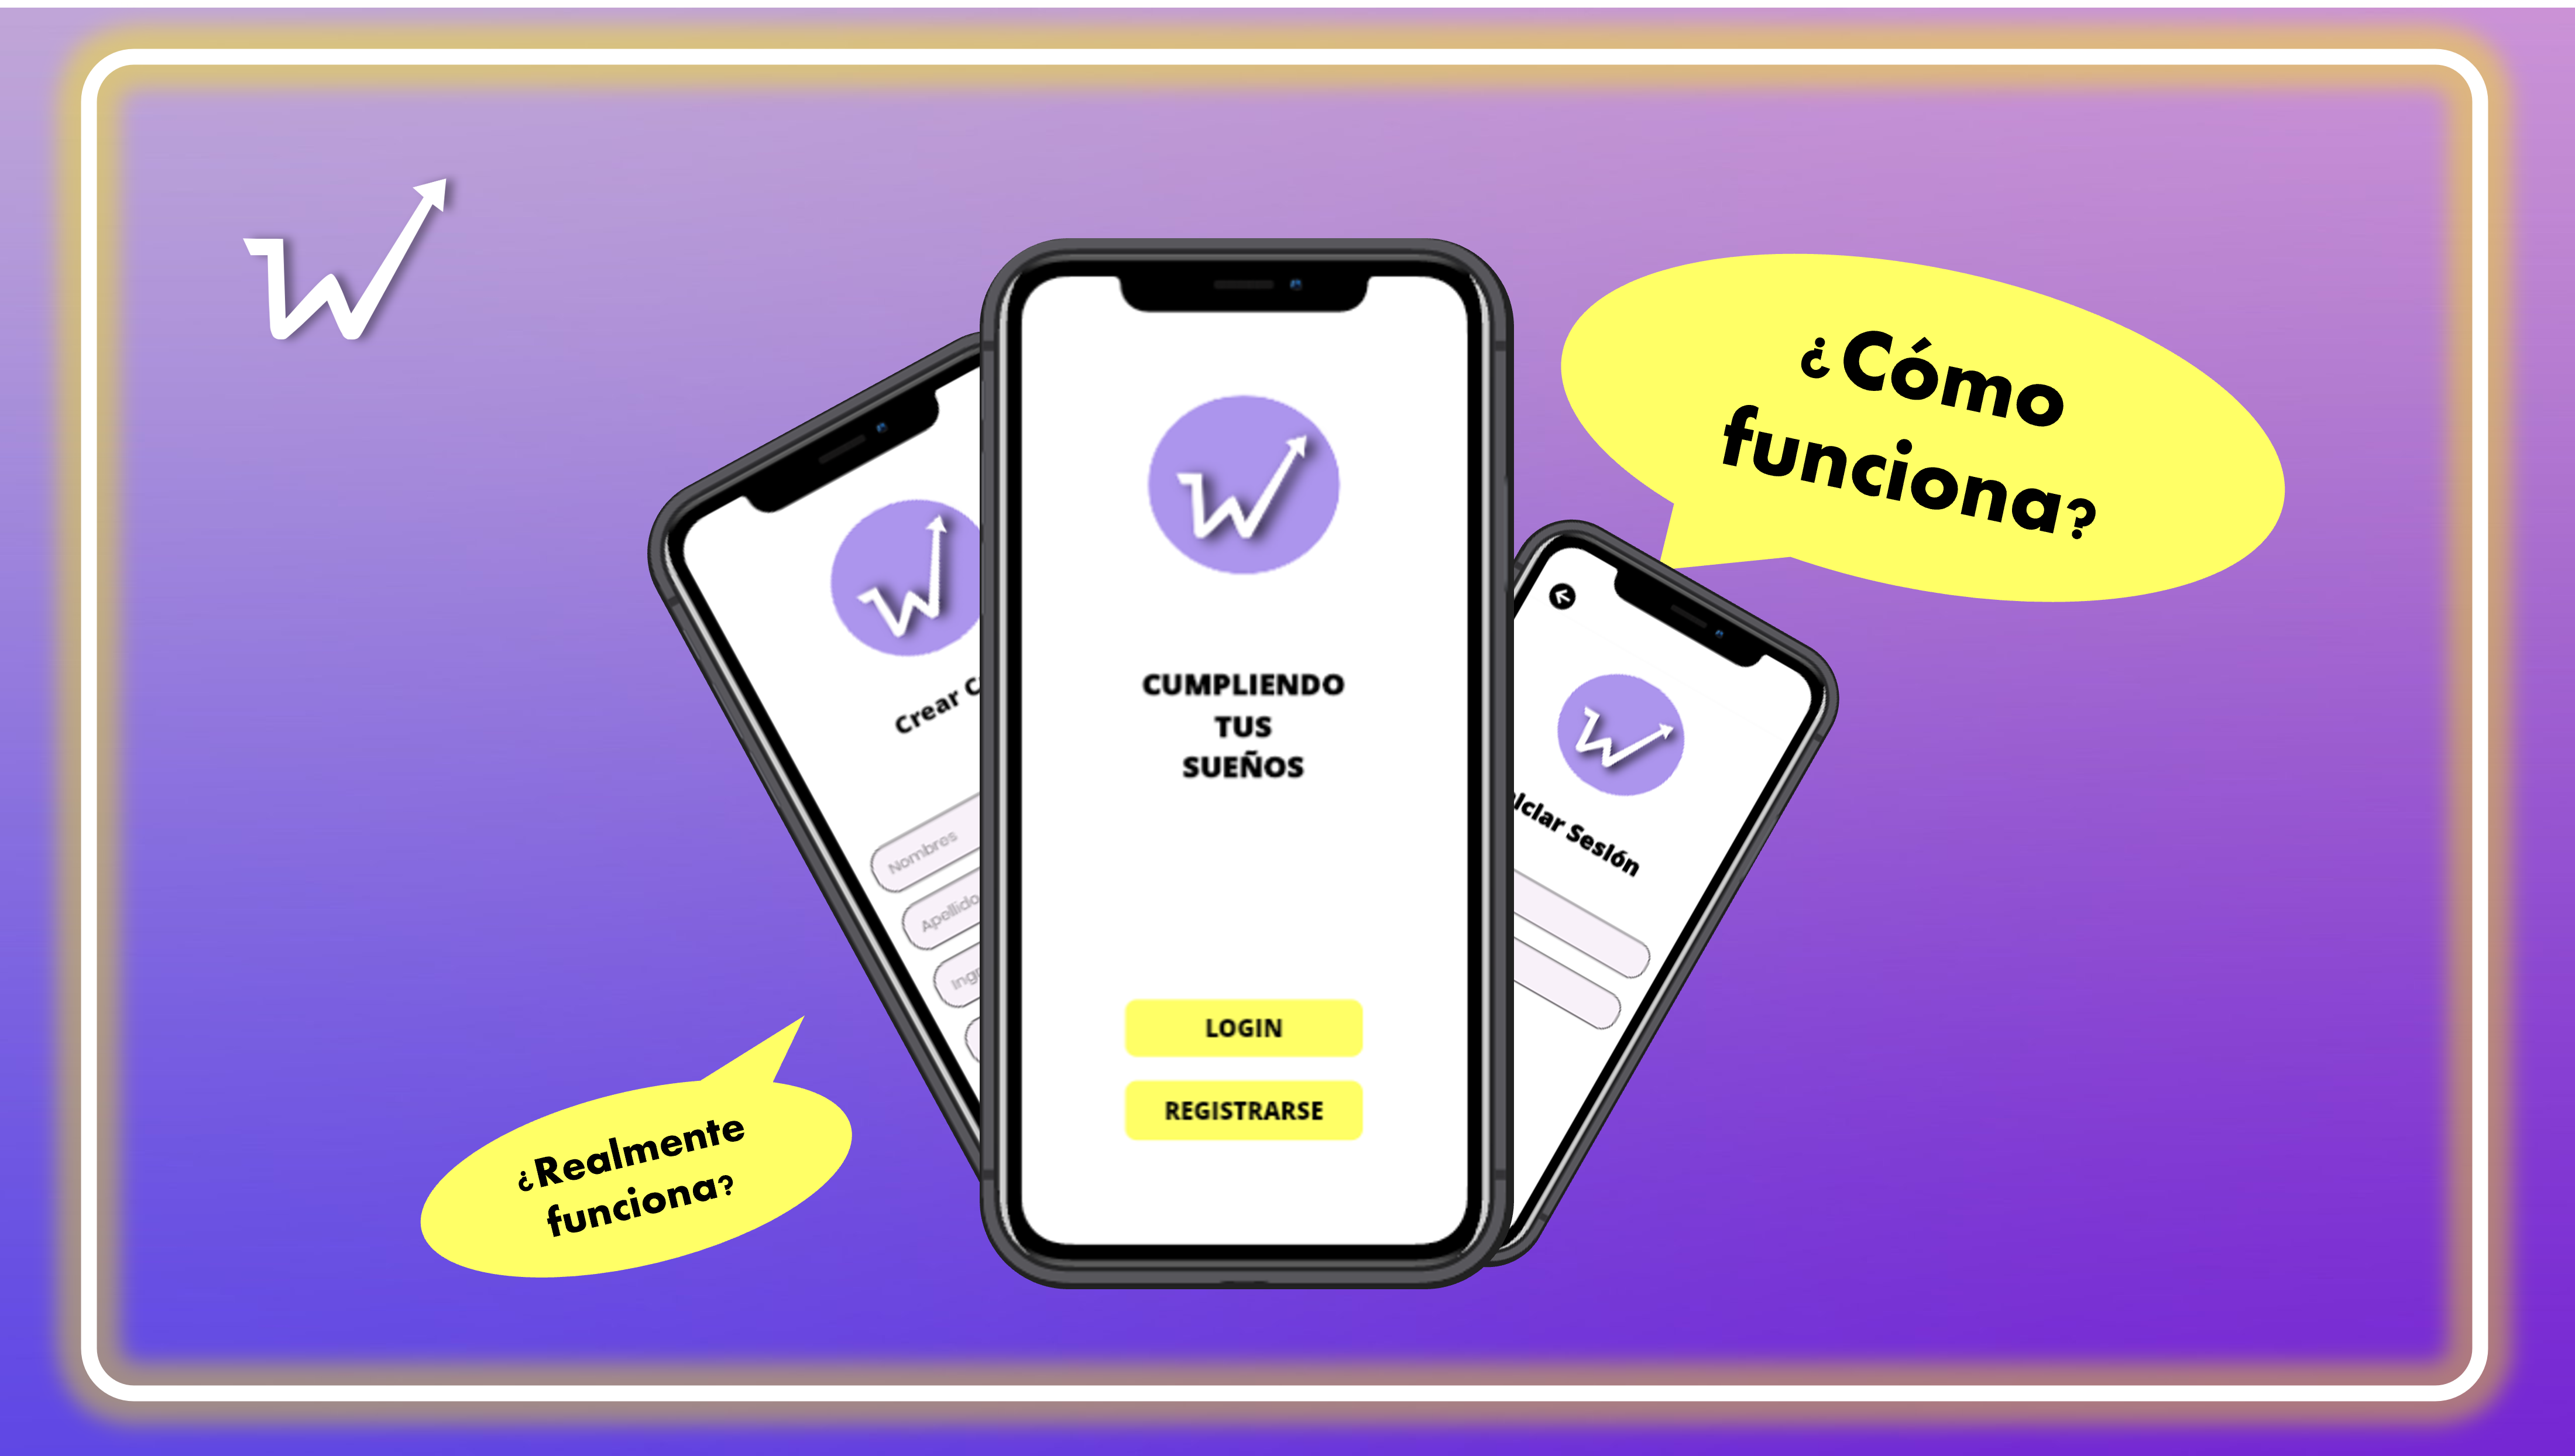 ¿Cómo
funciona?
Crear
Nombres
CUMPLIENDO
TUS
SUEÑOS
LOGIN
REGISTRARSE
Sesión
¿Realmente
funciona?